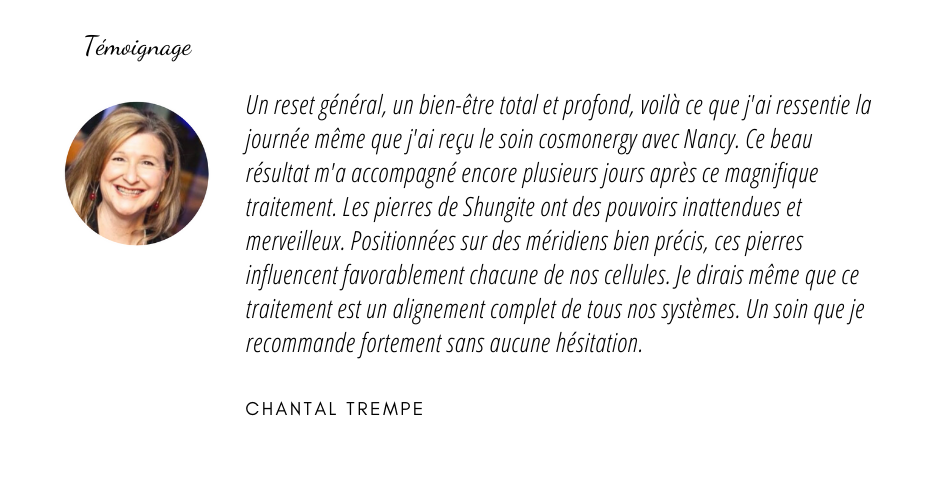 Témoignage
Un reset général, un bien-être total et profond, voilà ce que j'ai ressentie la
journée même que j'ai reçu le soin cosmonergy avec Nancy. Ce beau
résultat m'a accompagné encore plusieurs jours après ce magnifique
traitement. Les pierres de Shungite ont des pouvoirs inattendues et
merveilleux. Positionnées sur des méridiens bien précis, ces pierres
influencent favorablement chacune de nos cellules. Je dirais même que ce
traitement est un alignement complet de tous nos systèmes. Un soin que je
recommande fortement sans aucune hésitation.
CHANTAL TREMPE